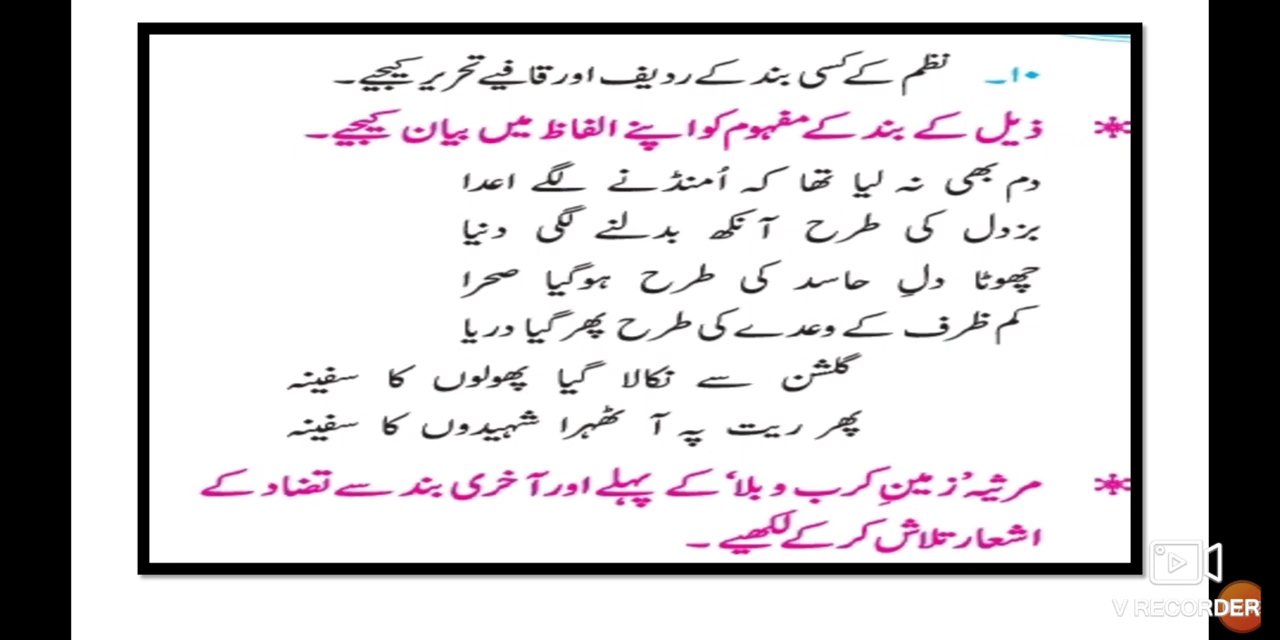 ۱۰۔ نظم کے کسی بند کے ردیف اور قافیے تحریر کیجیے۔
* ذیل کے بند کے مفہوم کو اپنے الفاظ میں بیان کیجیے۔
دم بھی نہ لیا تھا کہ اُمنڈنے لگے اعدا
بزدل کی طرح آنکھ بدلنے لگی دنیا
چھوٹا دلِ حاسد کی طرح ہوگیا صحرا
کم ظرف کے وعدے کی طرح پھر گیا دریا
گلشن سے نکالا گیا پھولوں کا سفینہ
پھر ریت پہ آ ٹھہرا شہیدوں کا سفینہ
* مرثیہ ’زمینِ کرب و بلا‘ کے پہلے اور آخری بند سے تضاد کے
اشعار تلاش کرکے لکھیے۔
V RECORDER